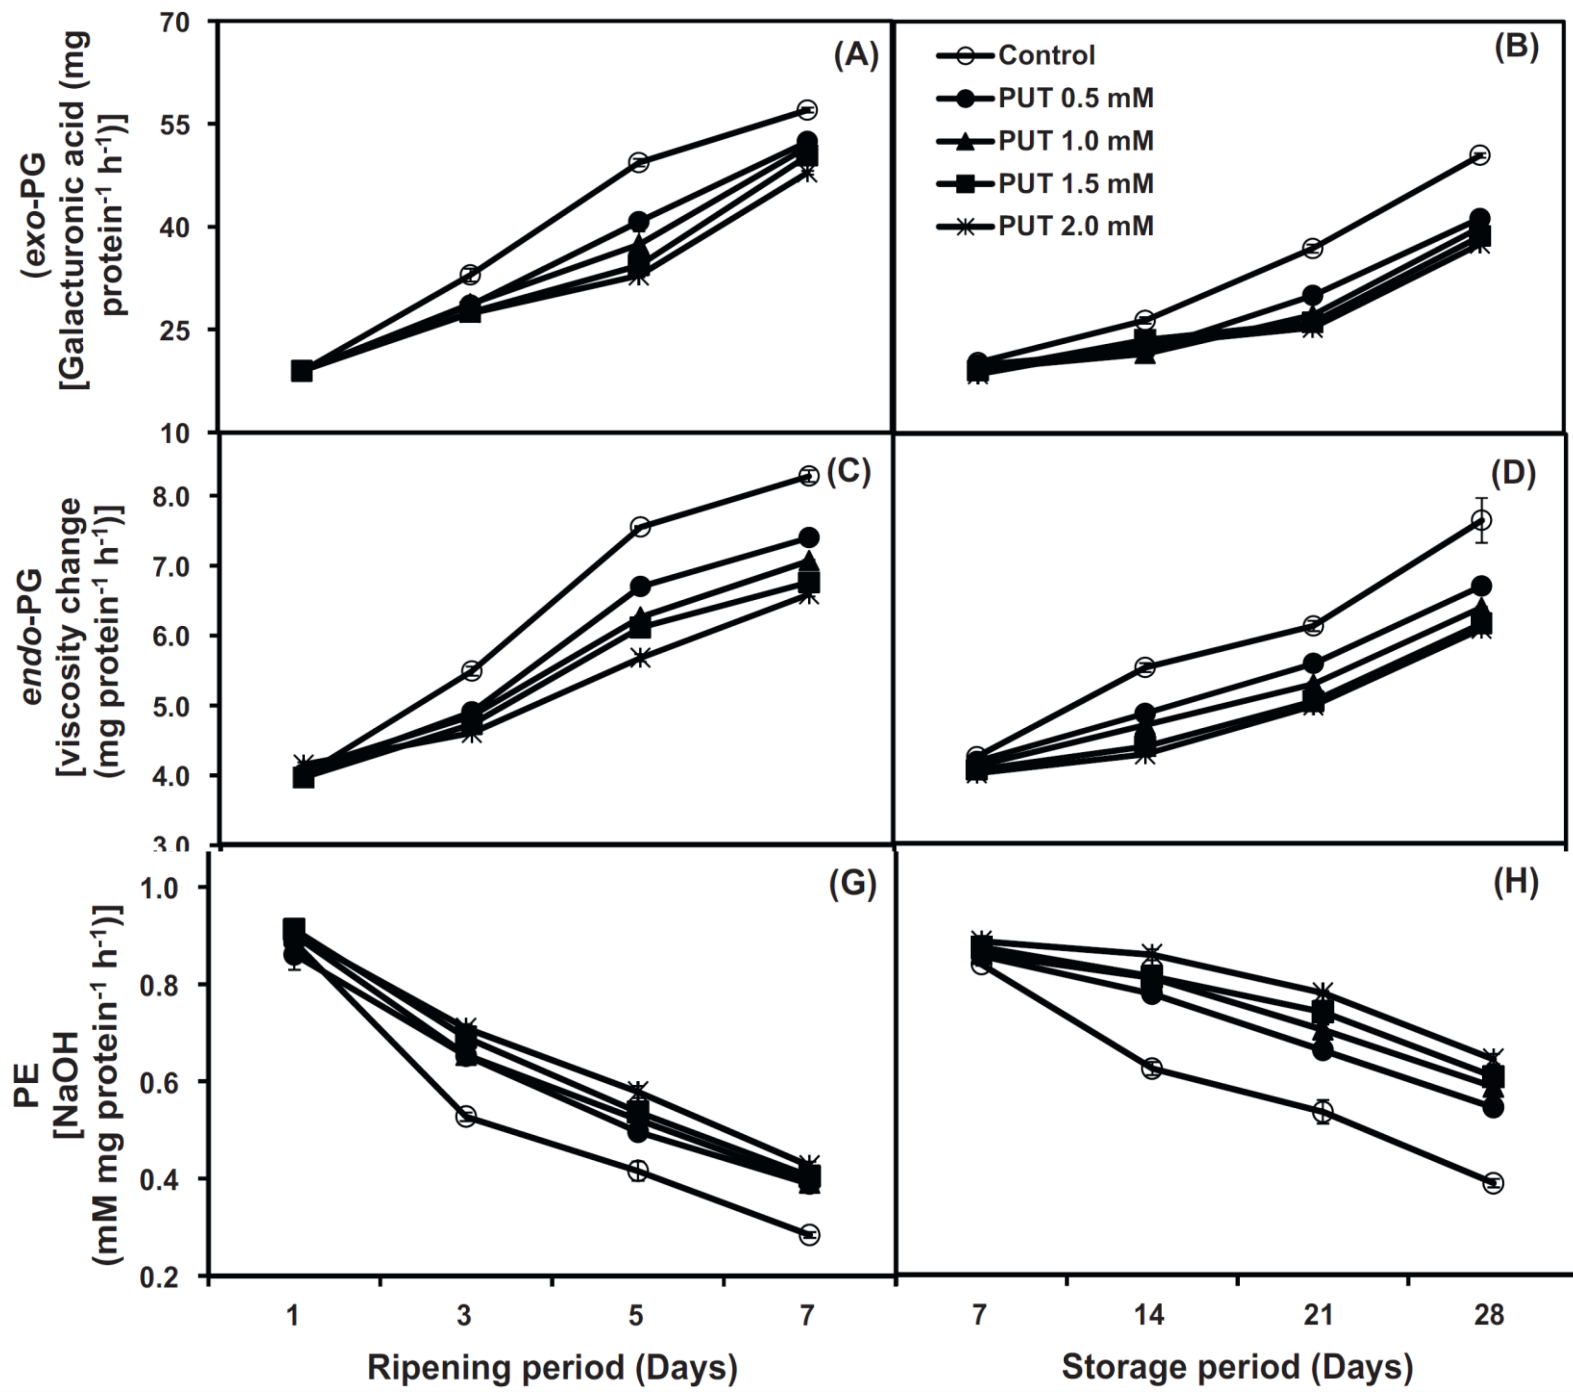 (A)
70
55
40
25
10
(exo-PG
[Galacturonic acid (mg
protein-1 h-1)]
(B)
Control
PUT 0.5 mM
PUT 1.0 mM
PUT 1.5 mM
PUT 2.0 mM
(C)
8.0
7.0
6.0
5.0
4.0
3.0
endo-PG
[viscosity change
(mg protein-1 h-1)]
(D)
(G)
1.0
0.8
0.6
0.4
0.2
PE
[NaOH
(mM mg protein-1 h-1)]
(H)
1 3 5 7
7 14 21 28
Ripening period (Days)
Storage period (Days)